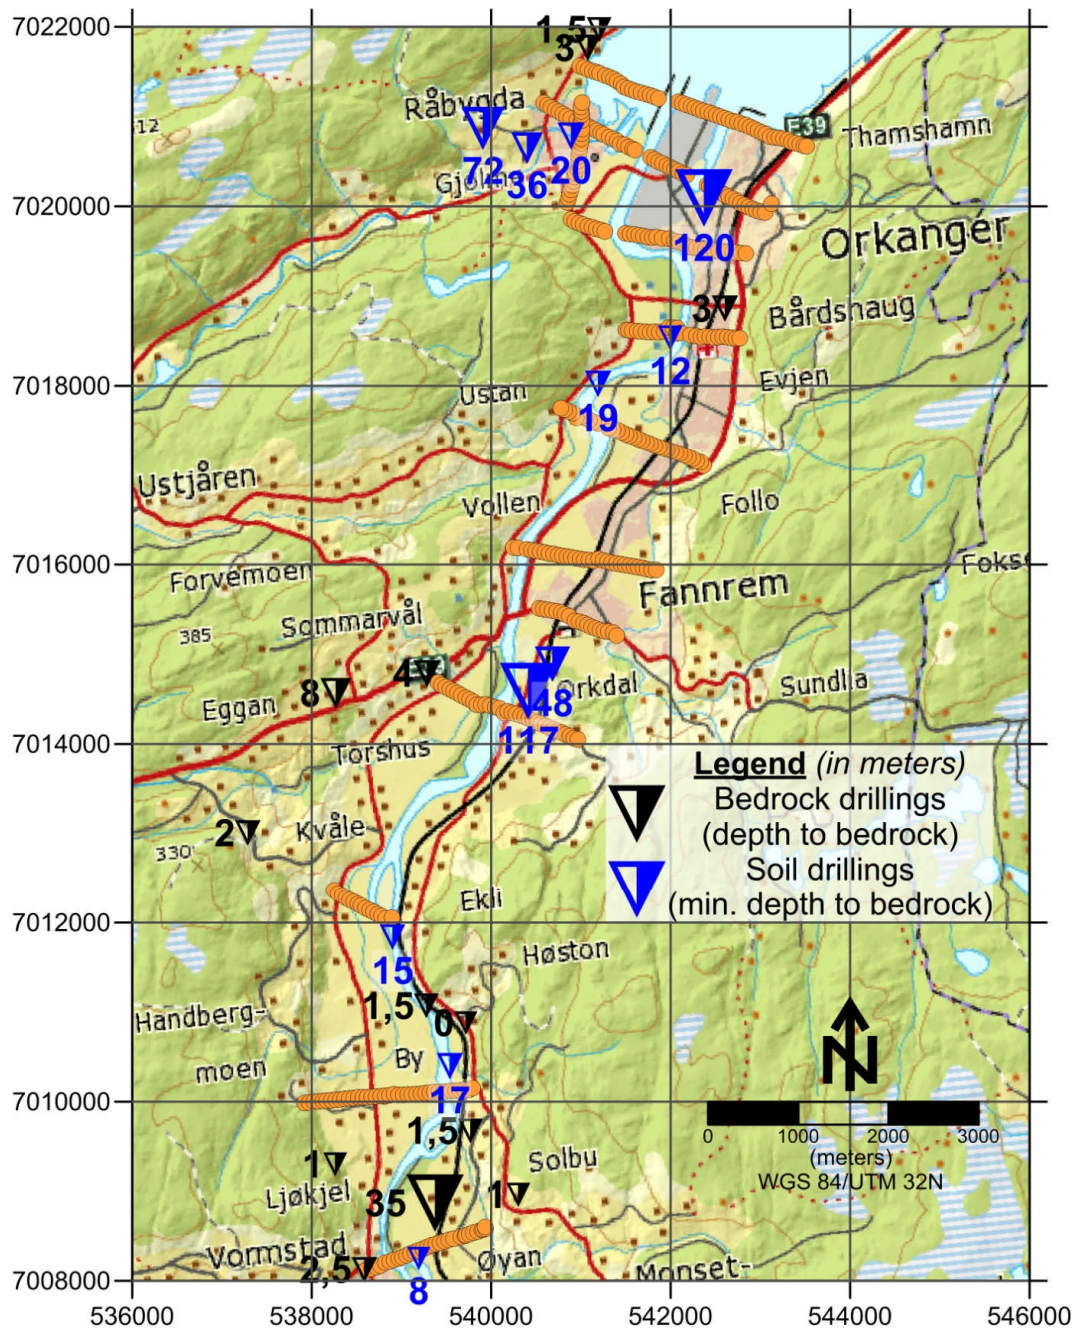 7022000
1,5
3
Råbygda
E39
Thamshamn
72
36
20
7020000
120
Orkanger
3
Bårdshaug
12
7018000
Ustan
Evjen
19
Ustjåren
Vollen
Follo
7016000
Forvemoen
Fannrem
385
Sommarvål
4
8
Orkdal
Sundlia
48
Eggan
117
7014000
Torshus
Legend (in meters)
Bedrock drillings
(depth to bedrock)
2
Kvåle
330
Soil drillings
(min. depth to bedrock)
Ekli
7012000
Høston
15
1,5
Handberg-
0
moen
By
N
7010000
17
1,5
0 1000 2000 3000
(meters)
WGS 84/UTM 32N
1
Solbu
Ljøkjel
35
1
Vormstad
2,5
Øyan
Monset-
7008000
8
536000 538000 540000 542000 544000 546000